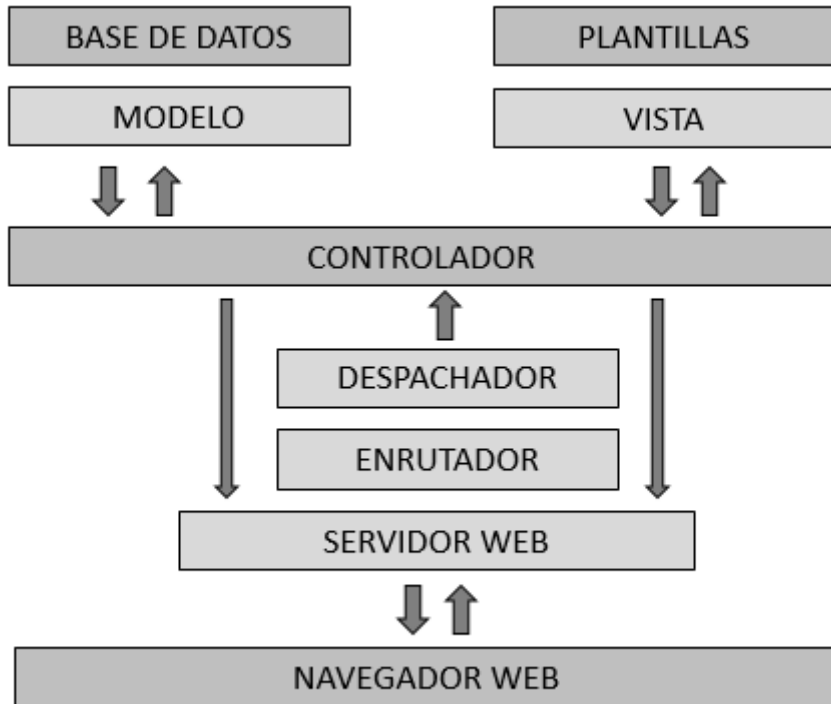 BASE DE DATOS
PLANTILLAS
MODELO
VISTA
CONTROLADOR
DESPACHADOR
ENRUTADOR
SERVIDOR WEB
NAVEGADOR WEB